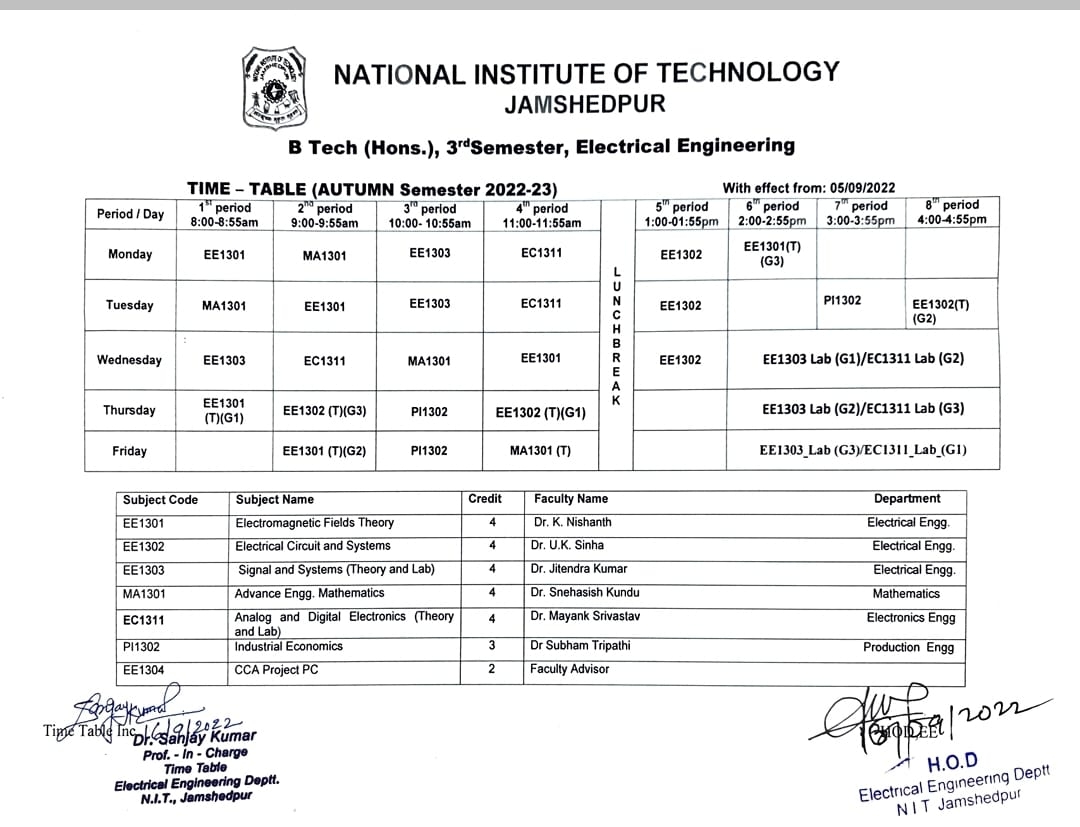 NATIONAL INSTITUTE OF TECHNOLOGY
JAMSHEDPUR
B Tech (Hons.), 3rdSemester, Electrical Engineering
TIME – TABLE (AUTUMN Semester 2022-23) With effect from: 05/09/2022
Period / Day 1st period 8:00-8:55am 2nd period 9:00-9:55am 3rd period 10:00- 10:55am 4th period 11:00-11:55am LUNCHBREAK 5th period 1:00-01:55pm 6th period 2:00-2:55pm 7th period 3:00-3:55pm 8th period 4:00-4:55pm
Monday EE1301 MA1301 EE1303 EC1311 EE1302 EE1301(T) (G3)
Tuesday MA1301 EE1301 EE1303 EC1311 EE1302 PI1302 EE1302(T) (G2)
Wednesday EE1303 EC1311 MA1301 EE1301 EE1302 EE1303 Lab (G1)/EC1311 Lab (G2)
Thursday EE1301 (T)(G1) EE1302 (T)(G3) PI1302 EE1302 (T)(G1) EE1303 Lab (G2)/EC1311 Lab (G3)
Friday EE1301 (T)(G2) PI1302 MA1301 (T) EE1303_Lab (G3)/EC1311_Lab_(G1)
Subject Code Subject Name Credit Faculty Name Department
EE1301 Electromagnetic Fields Theory 4 Dr. K. Nishanth Electrical Engg.
EE1302 Electrical Circuit and Systems 4 Dr. U.K. Sinha Electrical Engg.
EE1303 Signal and Systems (Theory and Lab) 4 Dr. Jitendra Kumar Electrical Engg.
MA1301 Advance Engg. Mathematics 4 Dr. Snehasish Kundu Mathematics
EC1311 Analog and Digital Electronics (Theory and Lab) 4 Dr. Mayank Srivastav Electronics Engg
PI1302 Industrial Economics 3 Dr Subham Tripathi Production Engg
EE1304 CCA Project PC 2 Faculty Advisor
Time Table Inc
Dr. Sanjay Kumar
Prof. - In - Charge
Time Table
Electrical Engineering Deptt.
N.I.T., Jamshedpur
H.O.D
Electrical Engineering Deptt
N I T Jamshedpur